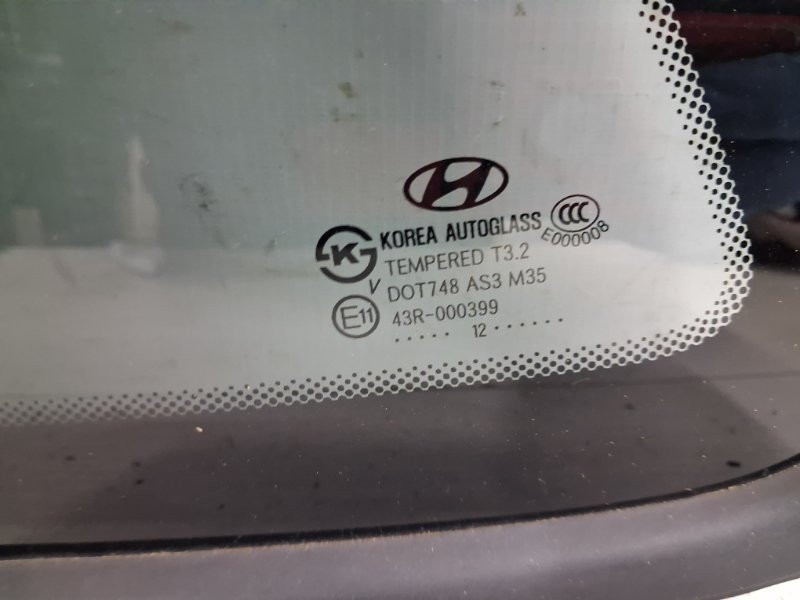 CCC
E000008
K KOREA AUTOGLASS
TEMPERED T3.2
V DOT748 AS3 M35
E11 43R-000399
..... 12 ......